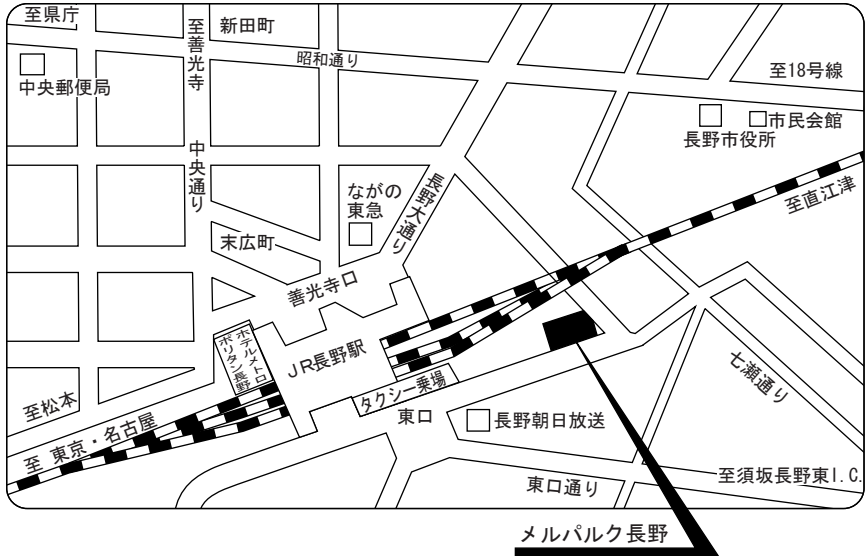 至県庁
至善光寺
新田町
昭和通り
至18号線
中央郵便局
市民会館
長野市役所
中央通り
ながの
東急
長野大通り
至直江津
末広町
善光寺口
ホテルメトロ
ポリタン長野
JR長野駅
七瀬通り
タクシー乗場
至松本
東口
長野朝日放送
至 東京・名古屋
至須坂長野東I.C.
東口通り
メルパルク長野